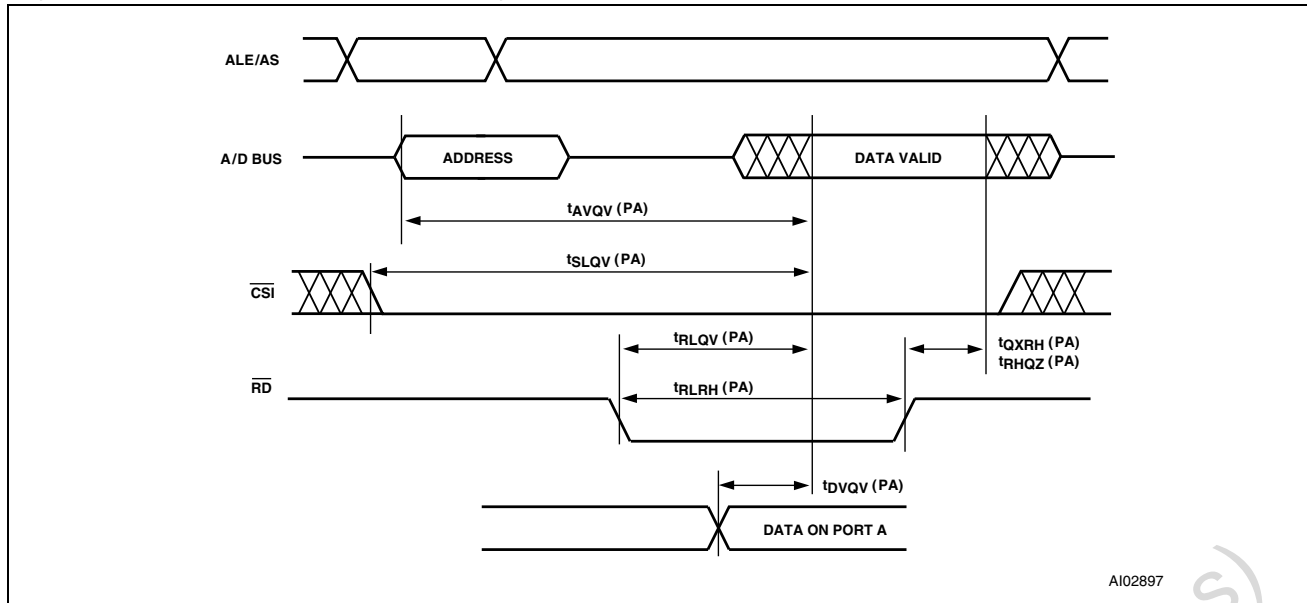 ALE/AS
A/D BUS
ADDRESS
DATA VALID
tAVQV (PA)
tSLQV (PA)
CSI
tRLQV (PA)
tQXRH (PA)
tRHQZ (PA)
tRLRH (PA)
RD
tDVQV (PA)
DATA ON PORT A
AI02897